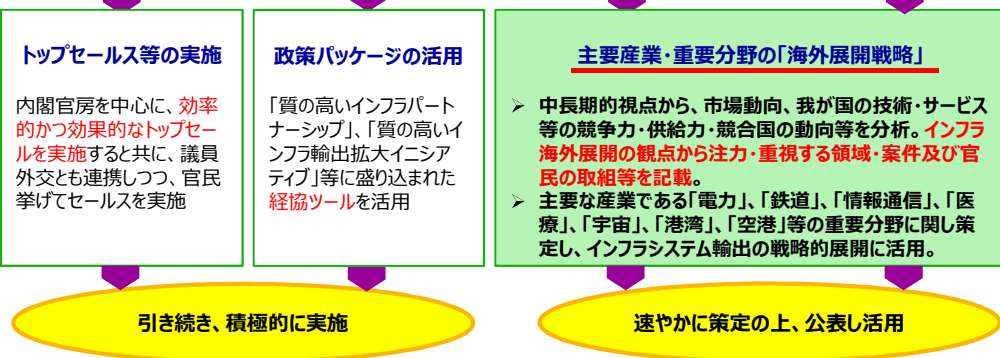 トップセールス等の実施
内閣官房を中心に、効率
的かつ効果的なトップセー
ルを実施すると共に、議員
外交とも連携しつつ、官民
挙げてセールスを実施
政策パッケージの活用
「質の高いインフラパート
ナーシップ」、「質の高いイ
ンフラ輸出拡大イニシア
ティブ」等に盛り込まれた
経協ツールを活用
主要産業・重要分野の「海外展開戦略」
➢ 中長期的視点から、市場動向、我が国の技術・サービス
等の競争力・供給力・競合国の動向等を分析。インフラ
海外展開の観点から注力・重視する領域・案件及び官
民の取組等を記載。
➢ 主要な産業である「電力」、「鉄道」、「情報通信」、「医
療」、「宇宙」、「港湾」、「空港」等の重要分野に関し策
定し、インフラシステム輸出の戦略的展開に活用。
引き続き、積極的に実施
速やかに策定の上、公表し活用